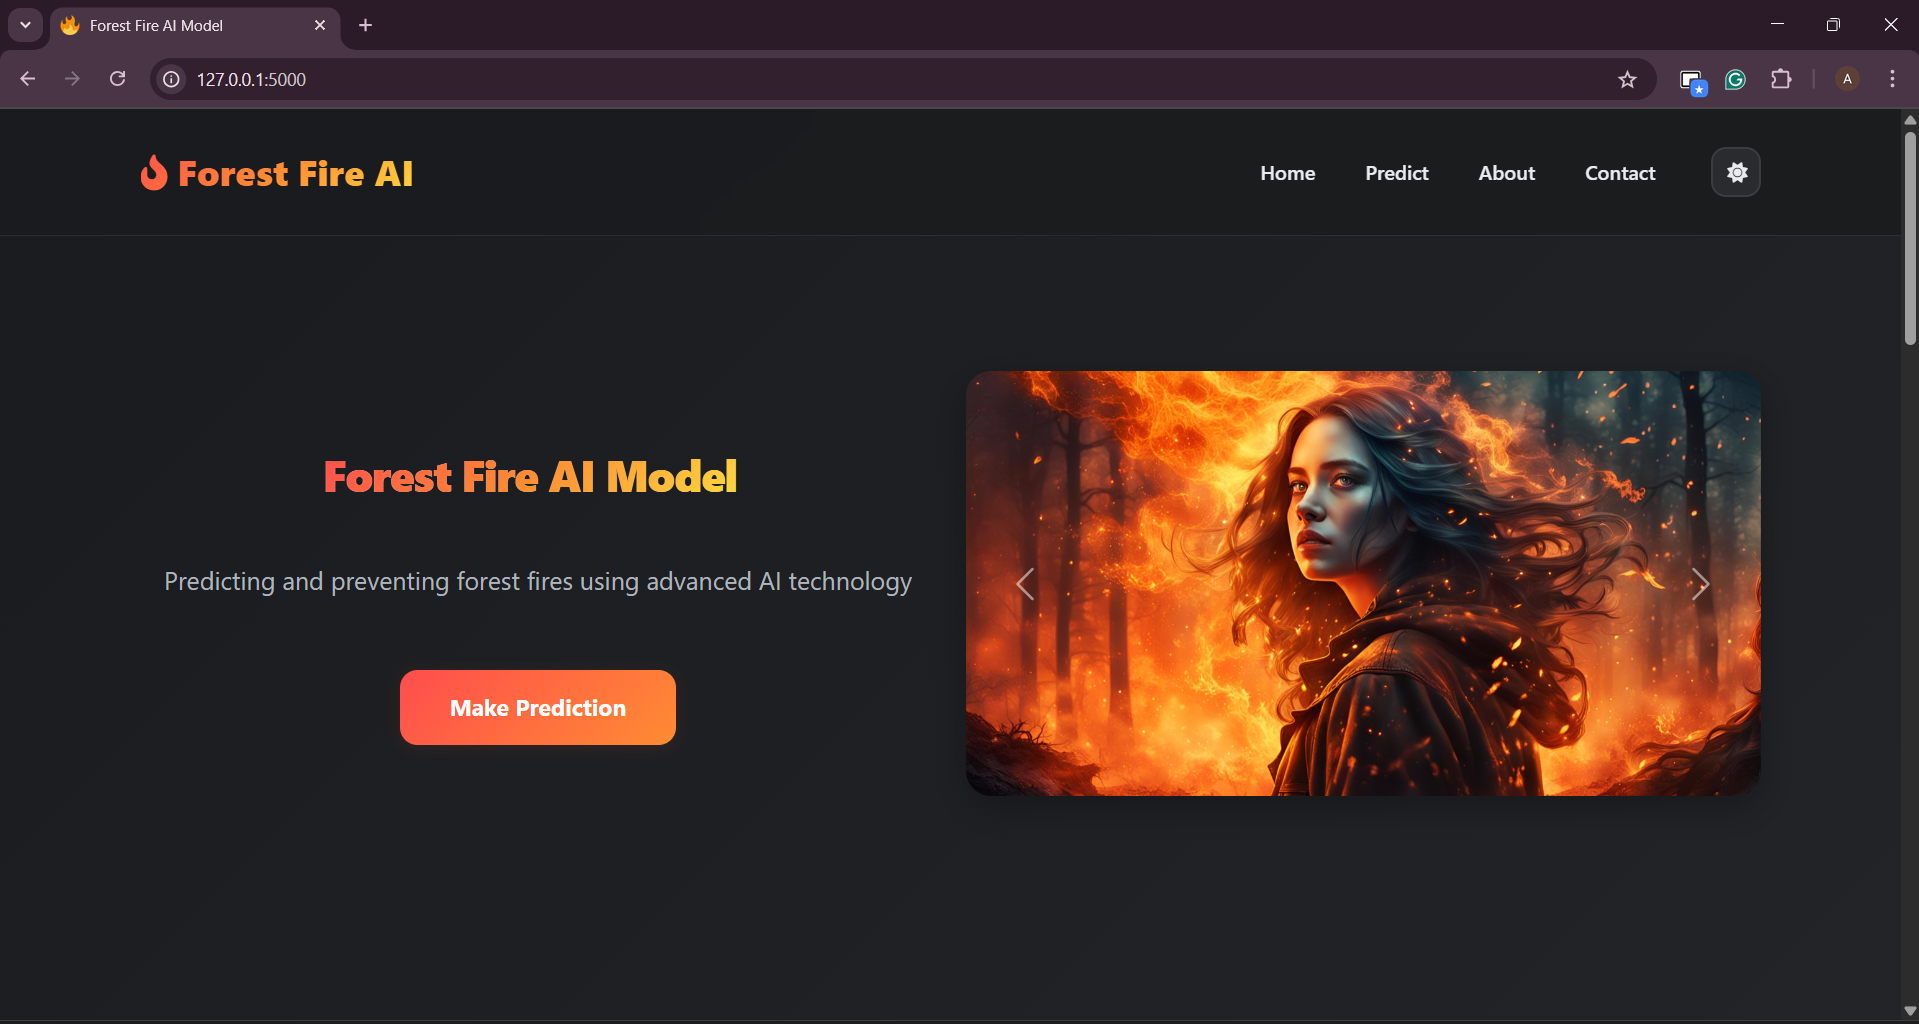 Forest Fire AI Model
127.0.0.1:5000
A
Forest Fire AI
Home Predict About Contact
Forest Fire AI Model
Predicting and preventing forest fires using advanced AI technology
Make Prediction